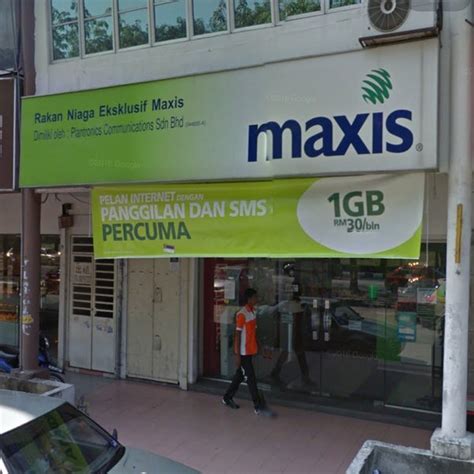 Rakan Niaga Eksklusif Maxis
Dimiliki oleh : Plantronics Communications Sdn Bhd
maxis
PELAN INTERNET DENGAN
PANGGILAN DAN SMS
PERCUMA
1GB
RM30/bln